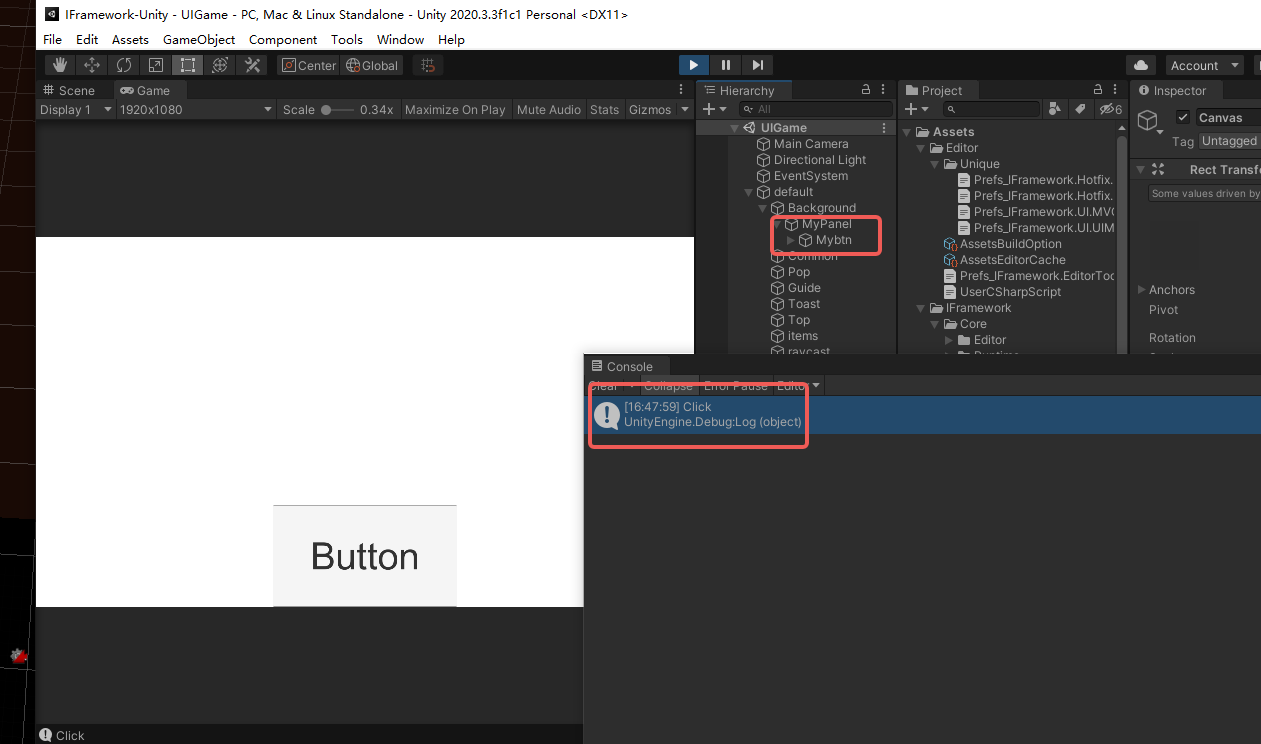 IFramework-Unity - UIGame - PC, Mac & Linux Standalone - Unity 2020.3.3f1c1 Personal <DX11>
File Edit Assets GameObject Component Tools Window Help
Center Global
Account
Scene Game
Display 1 1920x1080 Scale 0.34x Maximize On Play Mute Audio Stats Gizmos
Button
Click
Hierarchy
All
UIGame
Main Camera
Directional Light
EventSystem
default
Background
MyPanel
Mybtn
Common
Pop
Guide
Toast
Top
items
raycast
Project
6
Assets
Editor
Unique
Prefs_IFramework.Hotfix.
Prefs_IFramework.Hotfix.
Prefs_IFramework.UI.MVC
Prefs_IFramework.UI.UIM
AssetsBuildOption
AssetsEditorCache
Prefs_IFramework.EditorToo
UserCSharpScript
IFramework
Core
Editor
Runtime
Inspector
Canvas
Tag Untagged
Rect Transfo
Some values driven by
Anchors
Pivot
Rotation
Console
Clear Collapse Error Pause Editor
[16:47:59] Click
UnityEngine.Debug:Log (object)